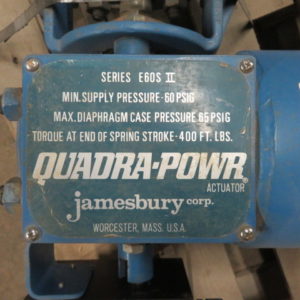 SERIES E60S II
MIN. SUPPLY PRESSURE-60 PSIG
MAX. DIAPHRAGM CASE PRESSURE 65 PSIG
TORQUE AT END OF SPRING STROKE-400 FT. LBS.
QUADRA-POWR®
ACTUATOR
jamesbury corp.
WORCESTER, MASS. U.S.A.